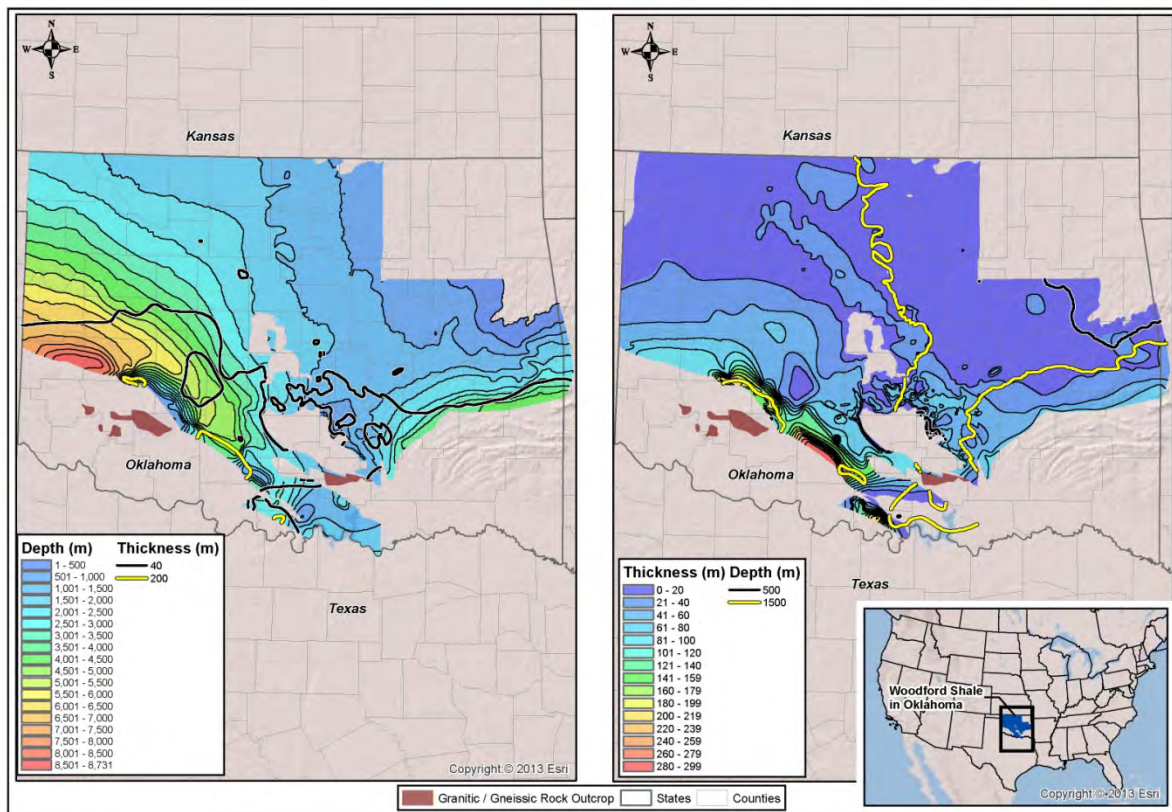 N
W E
S
Kansas
Oklahoma
Texas
Depth (m) Thickness (m)
1 - 500 40
501 - 1,000 200
1,001 - 1,500
1,501 - 2,000
2,001 - 2,500
2,501 - 3,000
3,001 - 3,500
3,501 - 4,000
4,001 - 4,500
4,501 - 5,000
5,001 - 5,500
5,501 - 6,000
6,001 - 6,500
6,501 - 7,000
7,001 - 7,500
7,501 - 8,000
8,001 - 8,500
8,501 - 8,731
Copyright:© 2013 Esri
N
W E
S
Kansas
Oklahoma
Texas
Thickness (m) Depth (m)
0 - 20 500
21 - 40 1500
41 - 60
61 - 80
81 - 100
101 - 120
121 - 140
141 - 159
160 - 179
180 - 199
200 - 219
220 - 239
240 - 259
260 - 279
280 - 299
Woodford Shale
in Oklahoma
Copyright:© 2013 Esri
Granitic / Gneissic Rock Outcrop States Counties